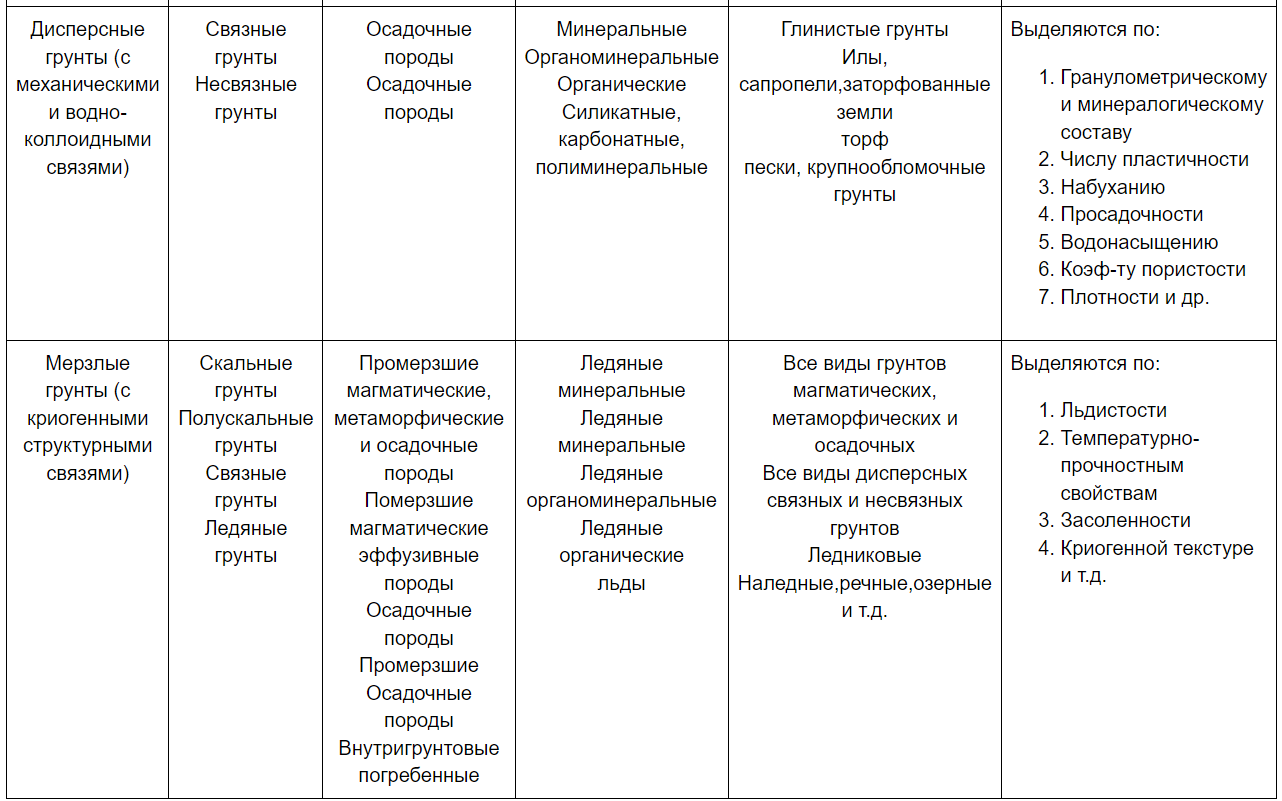 Дисперсные
грунты (с
механическими
и водно-
коллоидными
связями)
Связные
грунты
Несвязные
грунты
Осадочные
породы
Осадочные
породы
Минеральные
Органоминеральные
Органические
Силикатные,
карбонатные,
полиминеральные
Глинистые грунты
Илы,
сапропели,заторфованные
земли
торф
пески, крупнообломочные
грунты
Выделяются по:
1. Гранулометрическому
и минералогическому
составу
2. Числу пластичности
3. Набуханию
4. Просадочности
5. Водонасыщению
6. Коэф-ту пористости
7. Плотности и др.
Мерзлые
грунты (с
криогенными
структурными
связями)
Скальные
грунты
Полускальные
грунты
Связные
грунты
Ледяные
грунты
Промерзшие
магматические,
метаморфические
и осадочные
породы
Померзшие
магматические
эффузивные
породы
Осадочные
породы
Промерзшие
Осадочные
породы
Внутригрунтовые
погребенные
Ледяные
минеральные
Ледяные
минеральные
Ледяные
органоминеральные
Ледяные
органические
льды
Все виды грунтов
магматических,
метаморфических и
осадочных
Все виды дисперсных
связных и несвязных
грунтов
Ледниковые
Наледные,речные,озерные
и т.д.
Выделяются по:
1. Льдистости
2. Температурно-
прочностным
свойствам
3. Засоленности
4. Криогенной текстуре
и т.д.